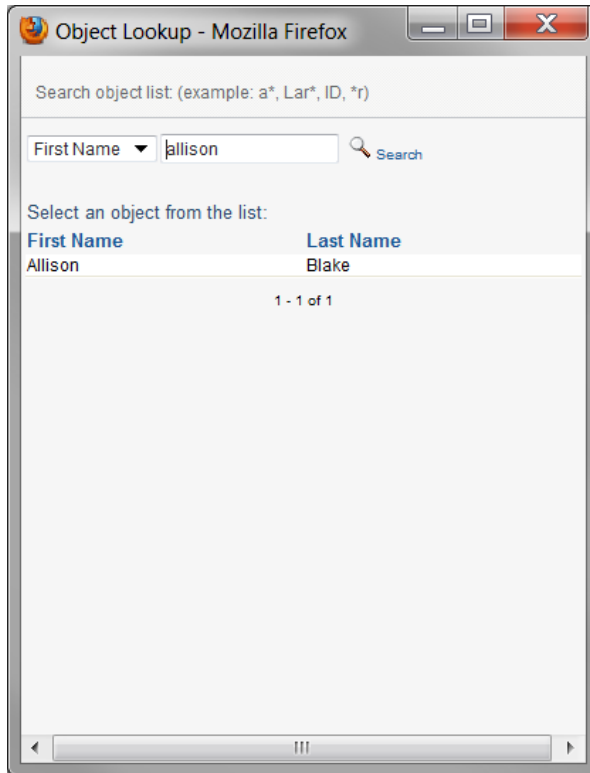 Object Lookup - Mozilla Firefox
Search object list: (example: a*, Lar*, ID, *r)
First Name allison Search
Select an object from the list:
First Name Last Name
Allison Blake
1 - 1 of 1